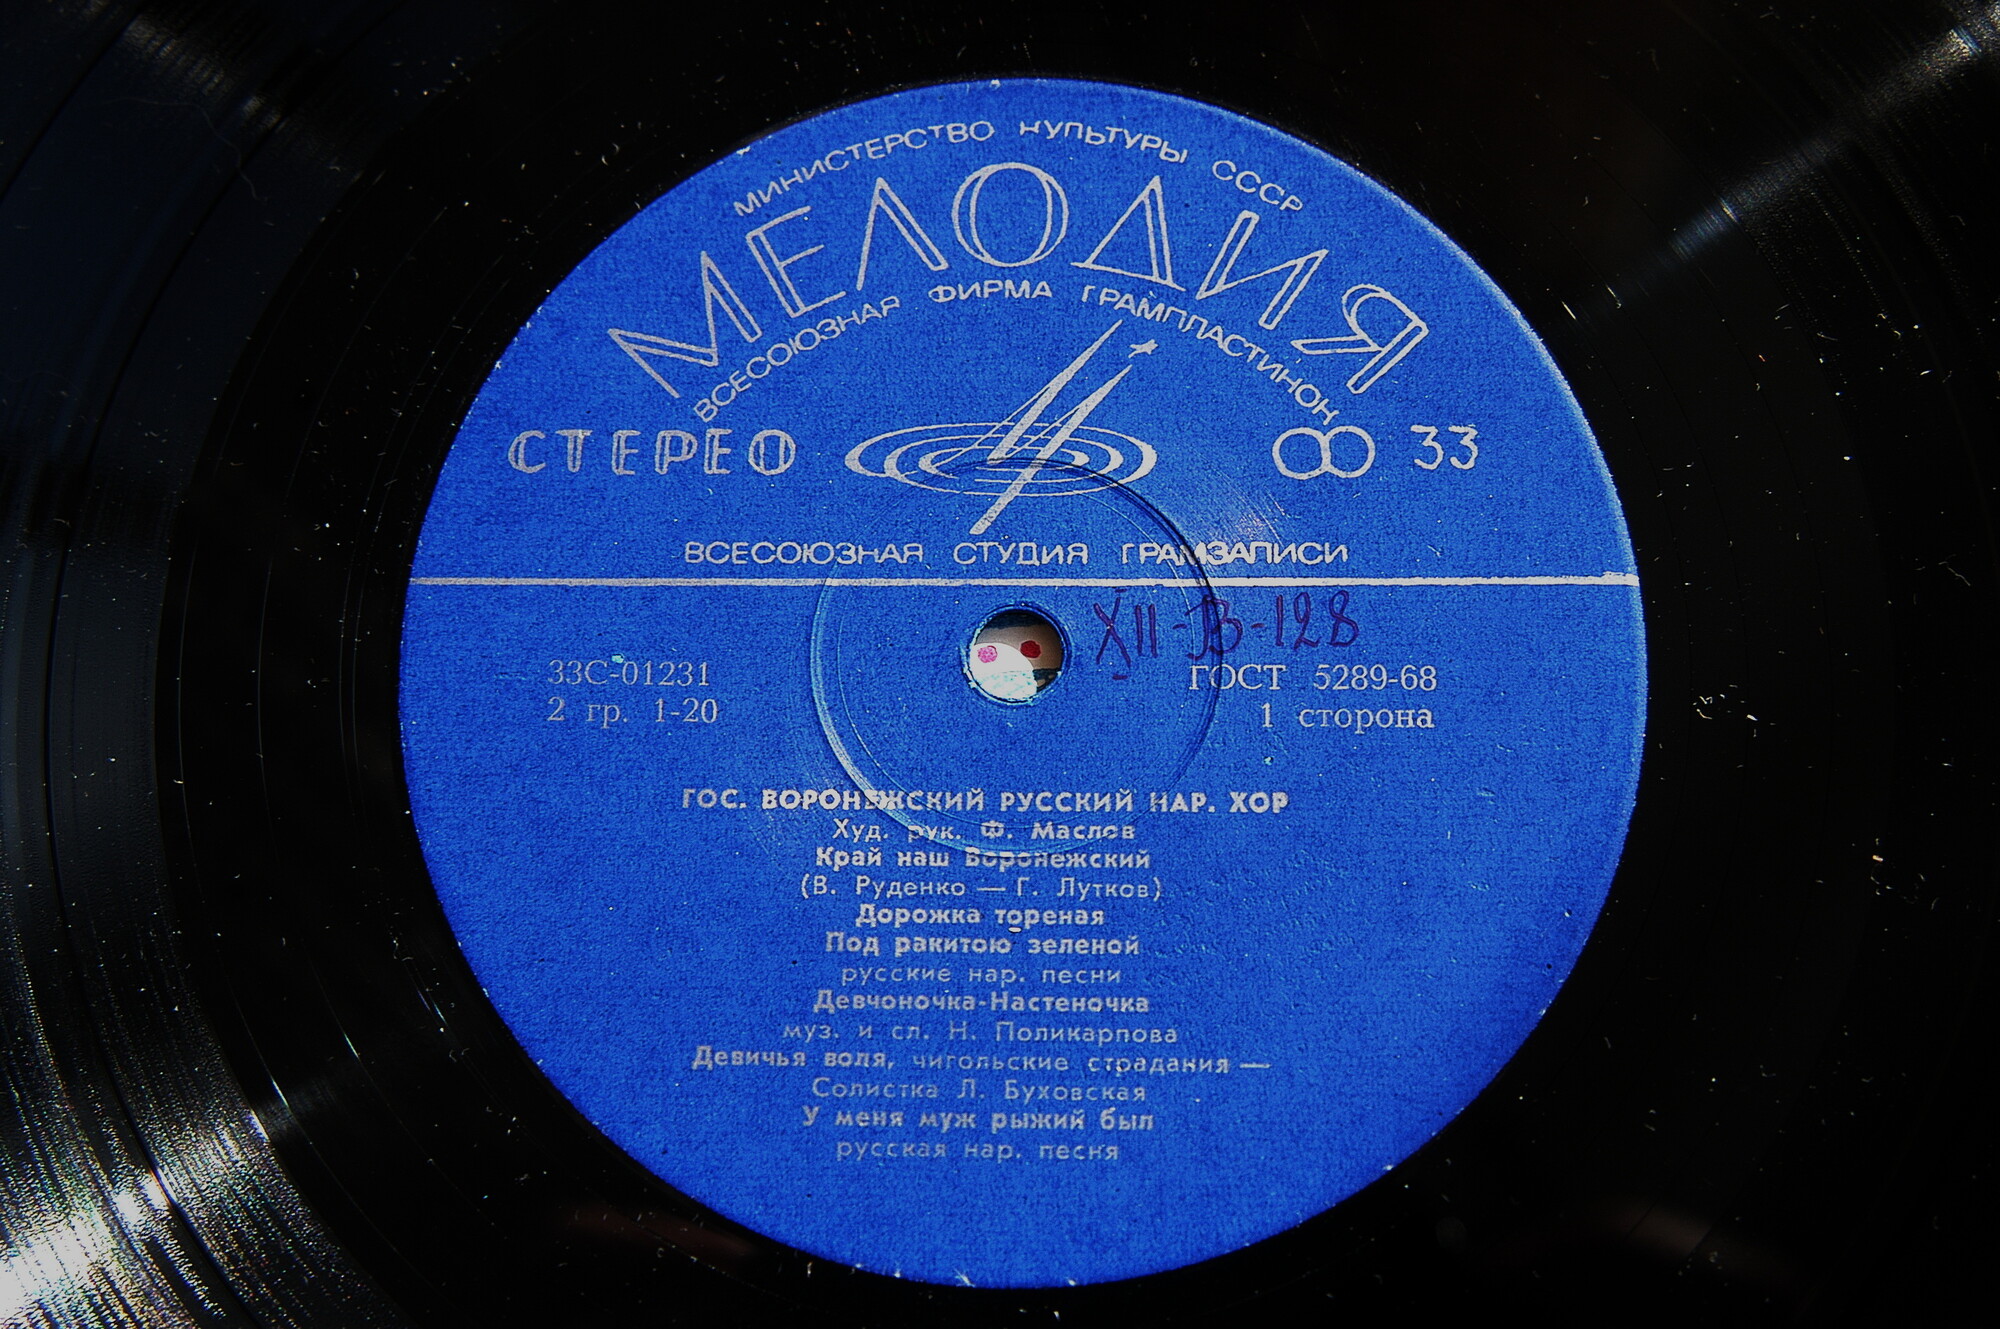 МИНИСТЕРСТВО КУЛЬТУРЫ СССР
МЕЛОДИЯ
ВСЕСОЮЗНАЯ ФИРМА ГРАМПЛАСТИНОК
СТЕРЕО 33
ВСЕСОЮЗНАЯ СТУДИЯ ГРАМЗАПИСИ
XII-В-128
33С-01231 ГОСТ 5289-68
2 гр. 1-20 1 сторона
ГОС. ВОРОНЕЖСКИЙ РУССКИЙ НАР. ХОР
Худ. рук. Ф. Маслов
Край наш Воронежский
(В. Руденко — Г. Лутков)
Дорожка тореная
Под ракитою зеленой
русские нар. песни
Девчоночка-Настеночка
муз. и сл. Н. Поликарпова
Девичья воля, чигольские страдания —
Солистка Л. Буховская
У меня муж рыжий был
русская нар. песня